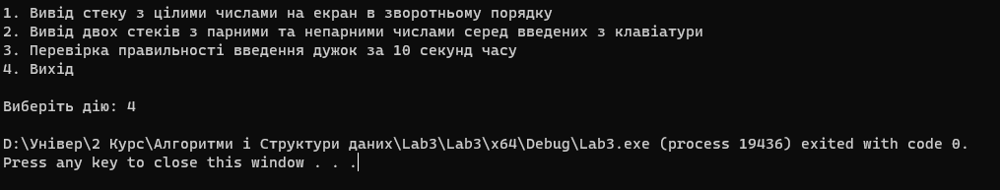 1. Вивід стеку з цілими числами на екран в зворотньому порядку
2. Вивід двох стеків з парними та непарними числами серед введених з клавіатури
3. Перевірка правильності введення дужок за 10 секунд часу
4. Вихід
Виберіть дію: 4
D:\Універ\2 Курс\Алгоритми і Структури даних\Lab3\Lab3\x64\Debug\Lab3.exe (process 19436) exited with code 0.
Press any key to close this window . . .